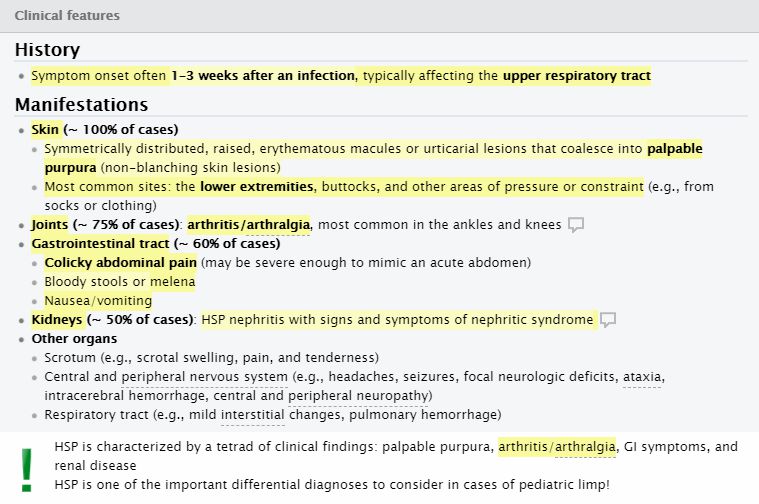 Clinical features
History
Symptom onset often 1–3 weeks after an infection, typically affecting the upper respiratory tract
Manifestations
Skin (~ 100% of cases)
Symmetrically distributed, raised, erythematous macules or urticarial lesions that coalesce into palpable
purpura (non-blanching skin lesions)
Most common sites: the lower extremities, buttocks, and other areas of pressure or constraint (e.g., from
socks or clothing)
Joints (~ 75% of cases): arthritis/arthralgia, most common in the ankles and knees
Gastrointestinal tract (~ 60% of cases)
Colicky abdominal pain (may be severe enough to mimic an acute abdomen)
Bloody stools or melena
Nausea/vomiting
Kidneys (~ 50% of cases): HSP nephritis with signs and symptoms of nephritic syndrome
Other organs
Scrotum (e.g., scrotal swelling, pain, and tenderness)
Central and peripheral nervous system (e.g., headaches, seizures, focal neurologic deficits, ataxia,
intracerebral hemorrhage, central and peripheral neuropathy)
Respiratory tract (e.g., mild interstitial changes, pulmonary hemorrhage)
HSP is characterized by a tetrad of clinical findings: palpable purpura, arthritis/arthralgia, GI symptoms, and
renal disease
HSP is one of the important differential diagnoses to consider in cases of pediatric limp!